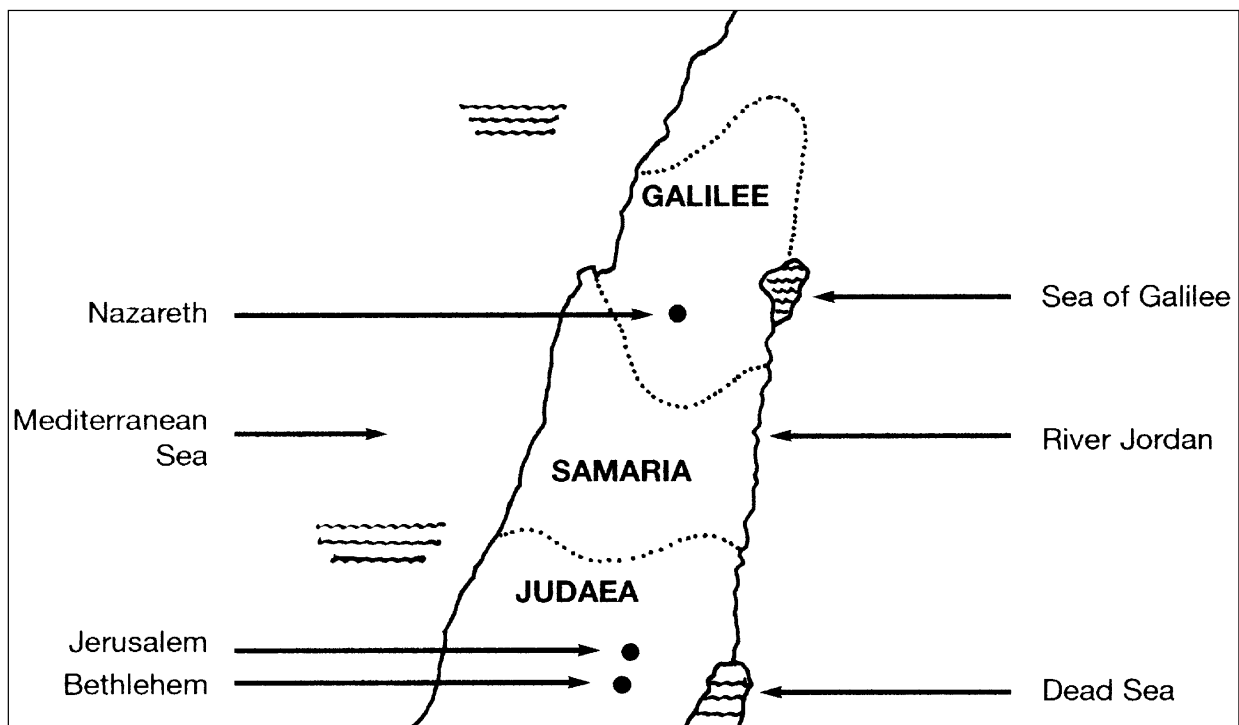 GALILEE
Nazareth
Sea of Galilee
Mediterranean
Sea
River Jordan
SAMARIA
JUDAEA
Jerusalem
Bethlehem
Dead Sea